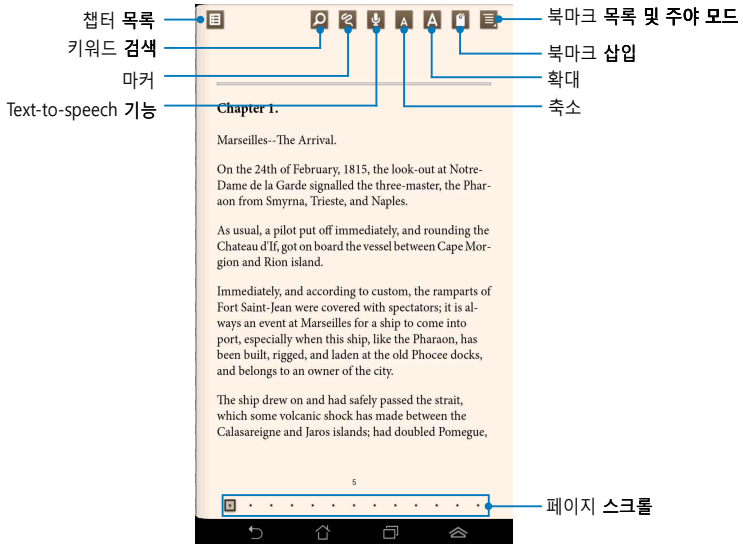 챕터 목록
키워드 검색
마커
Text-to-speech 기능
북마크 목록 및 주야 모드
북마크 삽입
확대
축소
A
A
Chapter 1.
Marseilles--The Arrival.
On the 24th of February, 1815, the look-out at Notre-
Dame de la Garde signalled the three-master, the Phar-
aon from Smyrna, Trieste, and Naples.
As usual, a pilot put off immediately, and rounding the
Chateau d'If, got on board the vessel between Cape Mor-
gion and Rion island.
Immediately, and according to custom, the ramparts of
Fort Saint-Jean were covered with spectators; it is al-
ways an event at Marseilles for a ship to come into
port, especially when this ship, like the Pharaon, has
been built, rigged, and laden at the old Phocee docks,
and belongs to an owner of the city.
The ship drew on and had safely passed the strait,
which some volcanic shock has made between the
Calasareigne and Jaros islands; had doubled Pomegue,
5
페이지 스크롤